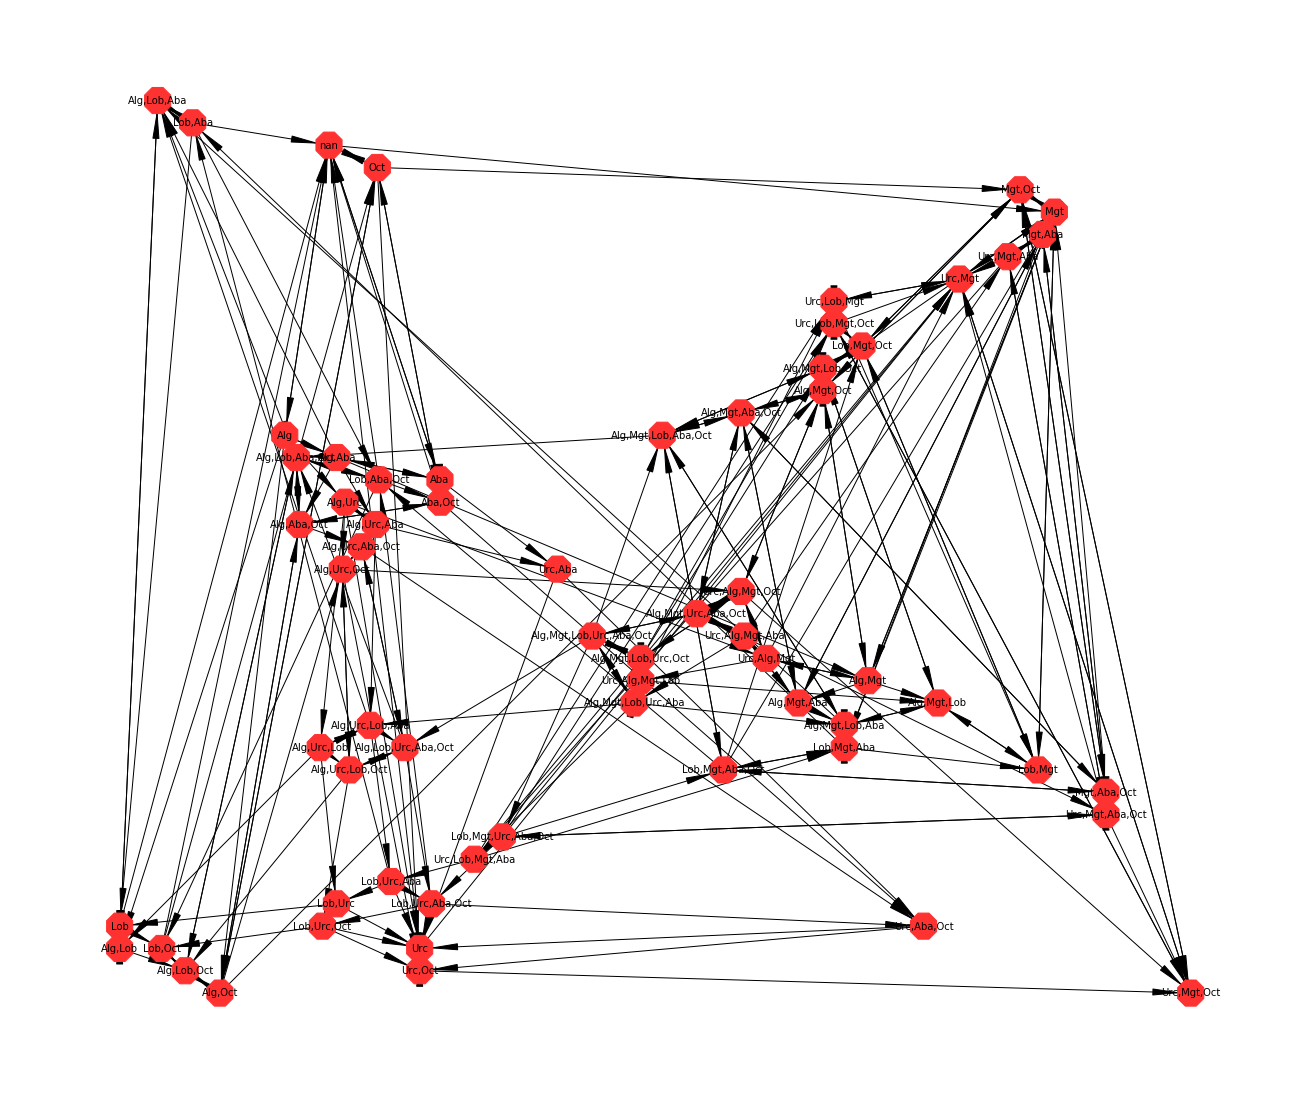 Alg,Lob,Aba
Lob,Aba
nan
Oct
Mgt,Oct
Mgt
Mgt,Aba
Urc,Mgt,Aba
Urc,Mgt
Urc,Lob,Mgt
Urc,Lob,Mgt,Oct
Lob,Mgt,Oct
Alg,Mgt,Lob,Oct
Alg,Mgt,Oct
Alg,Mgt,Aba,Oct
Alg,Mgt,Lob,Aba,Oct
Alg
Alg,Lob,Aba,Oct
Alg,Aba
Lob,Aba,Oct
Aba
Alg,Urc
Aba,Oct
Alg,Aba,Oct
Alg,Urc,Aba
Alg,Urc,Aba,Oct
Alg,Urc,Oct
Urc,Aba
Urc,Alg,Mgt,Oct
Alg,Mgt,Urc,Aba,Oct
Alg,Mgt,Lob,Urc,Aba,Oct
Urc,Alg,Mgt,Aba
Alg,Mgt,Lob,Urc,Oct
Urc,Alg,Mgt
Urc,Alg,Mgt,Lob
Alg,Mgt
Alg,Mgt,Lob,Urc,Aba
Alg,Mgt,Aba
Alg,Mgt,Lob
Alg,Urc,Lob,Aba
Alg,Mgt,Lob,Aba
Alg,Urc,Lob
Alg,Lob,Urc,Aba,Oct
Lob,Mgt,Aba
Alg,Urc,Lob,Oct
Lob,Mgt,Aba,Oct
Lob,Mgt
Mgt,Aba,Oct
Urc,Mgt,Aba,Oct
Lob,Mgt,Urc,Aba,Oct
Urc,Lob,Mgt,Aba
Lob,Urc,Aba
Lob,Urc
Lob,Urc,Aba,Oct
Lob
Lob,Urc,Oct
Urc,Aba,Oct
Alg,Lob
Lob,Oct
Urc
Alg,Lob,Oct
Urc,Oct
Alg,Oct
Urc,Mgt,Oct